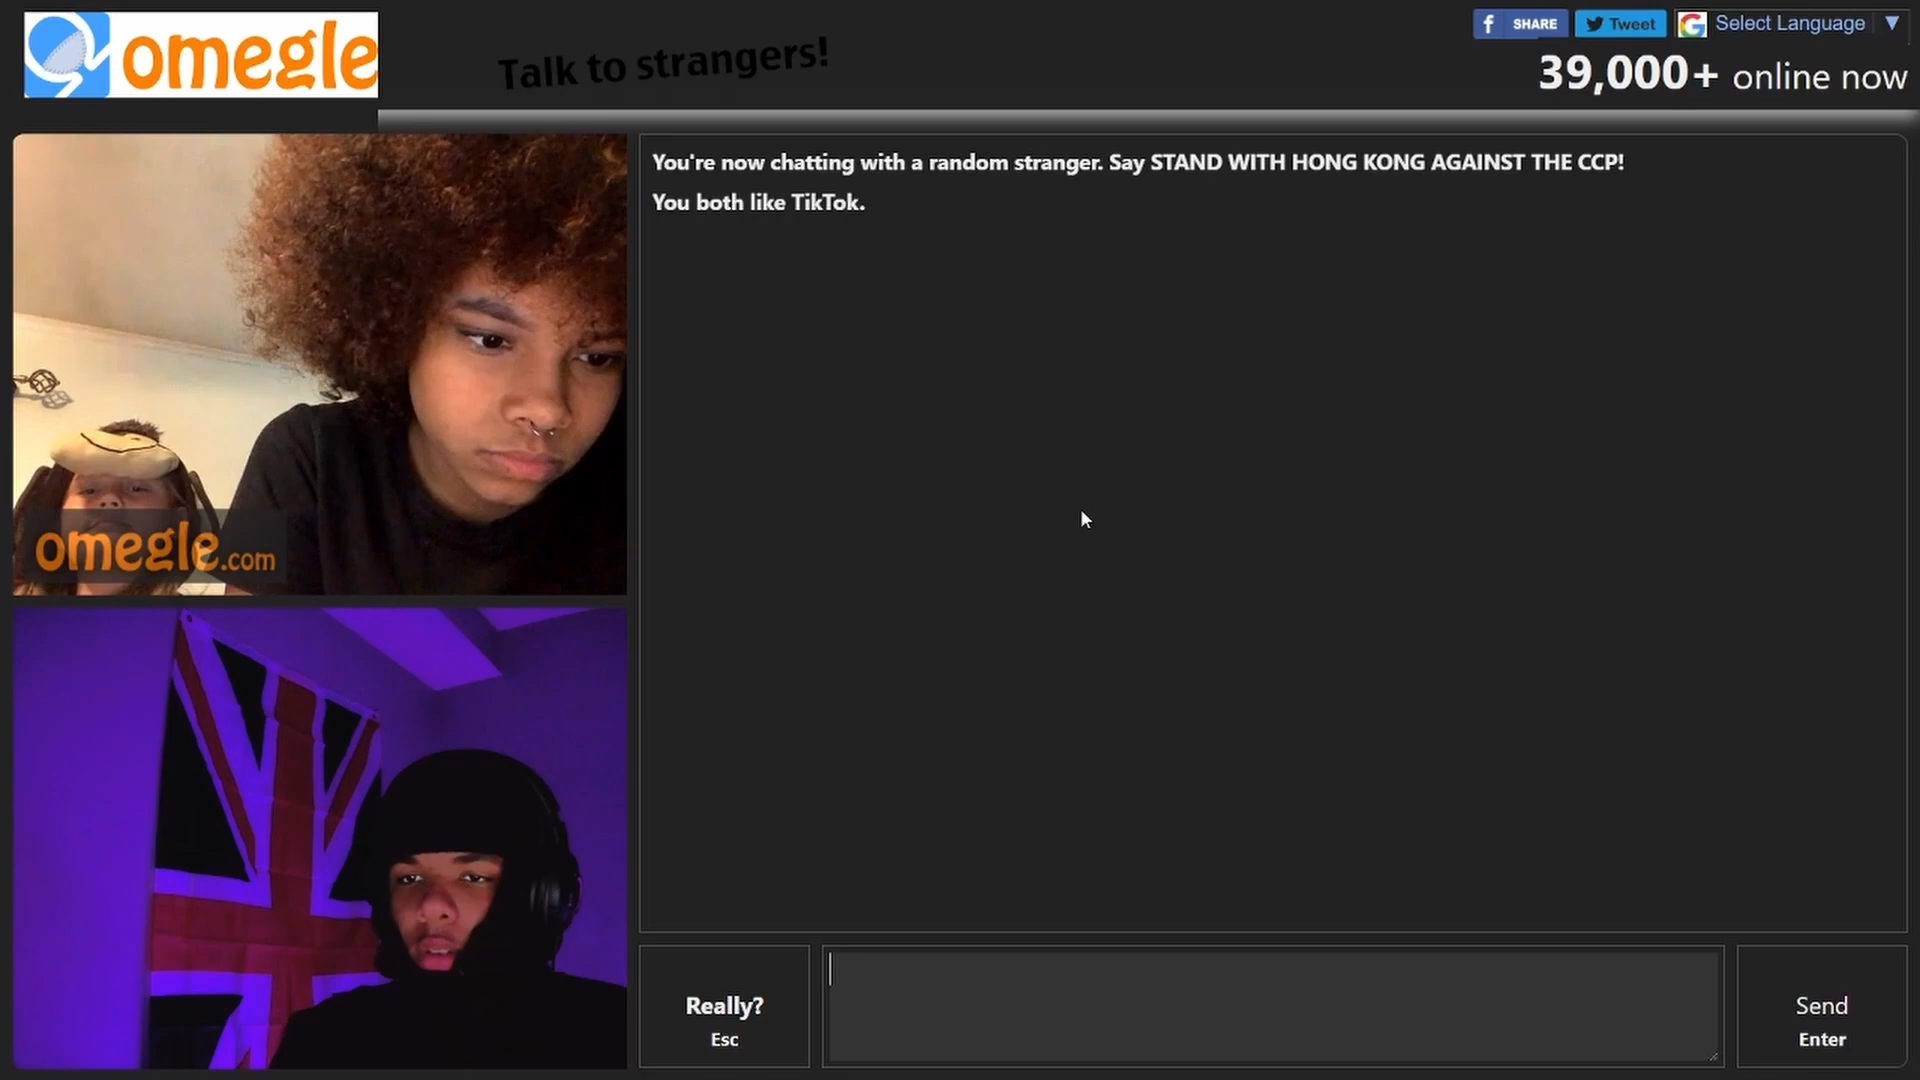 omegle
Talk to strangers!
f SHARE
Tweet
G Select Language ▼
39,000+ online now
You're now chatting with a random stranger. Say STAND WITH HONG KONG AGAINST THE CCP!
You both like TikTok.
omegle.com
Really?
Esc
Send
Enter